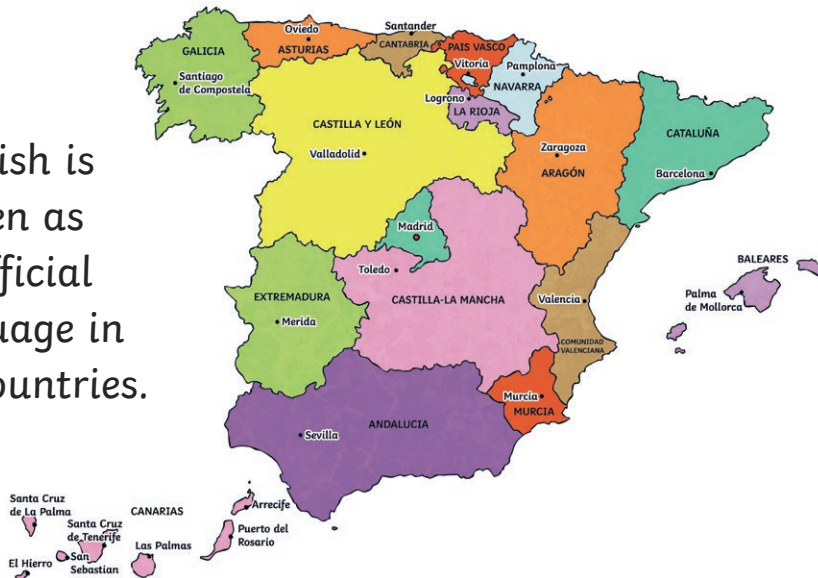 ish is
en as
fficial
uage in
ountries.
GALICIA
Santiago
de Compostela
Oviedo
ASTURIAS
Santander
CANTABRIA
PAIS VASCO
Vitoria
Pamplona
NAVARRA
Logrono
LA RIOJA
CASTILLA Y LEÓN
Valladolid
Zaragoza
ARAGÓN
CATALUÑA
Barcelona
Madrid
Toledo
CASTILLA-LA MANCHA
EXTREMADURA
Merida
Valencia
COMUNIDAD
VALENCIANA
BALEARES
Palma
de Mollorca
Murcia
MURCIA
ANDALUCIA
Sevilla
CANARIAS
Santa Cruz
de La Palma
Santa Cruz
de Tenerife
El Hierro
San
Sebastian
Las Palmas
Arrecife
Puerto del
Rosario